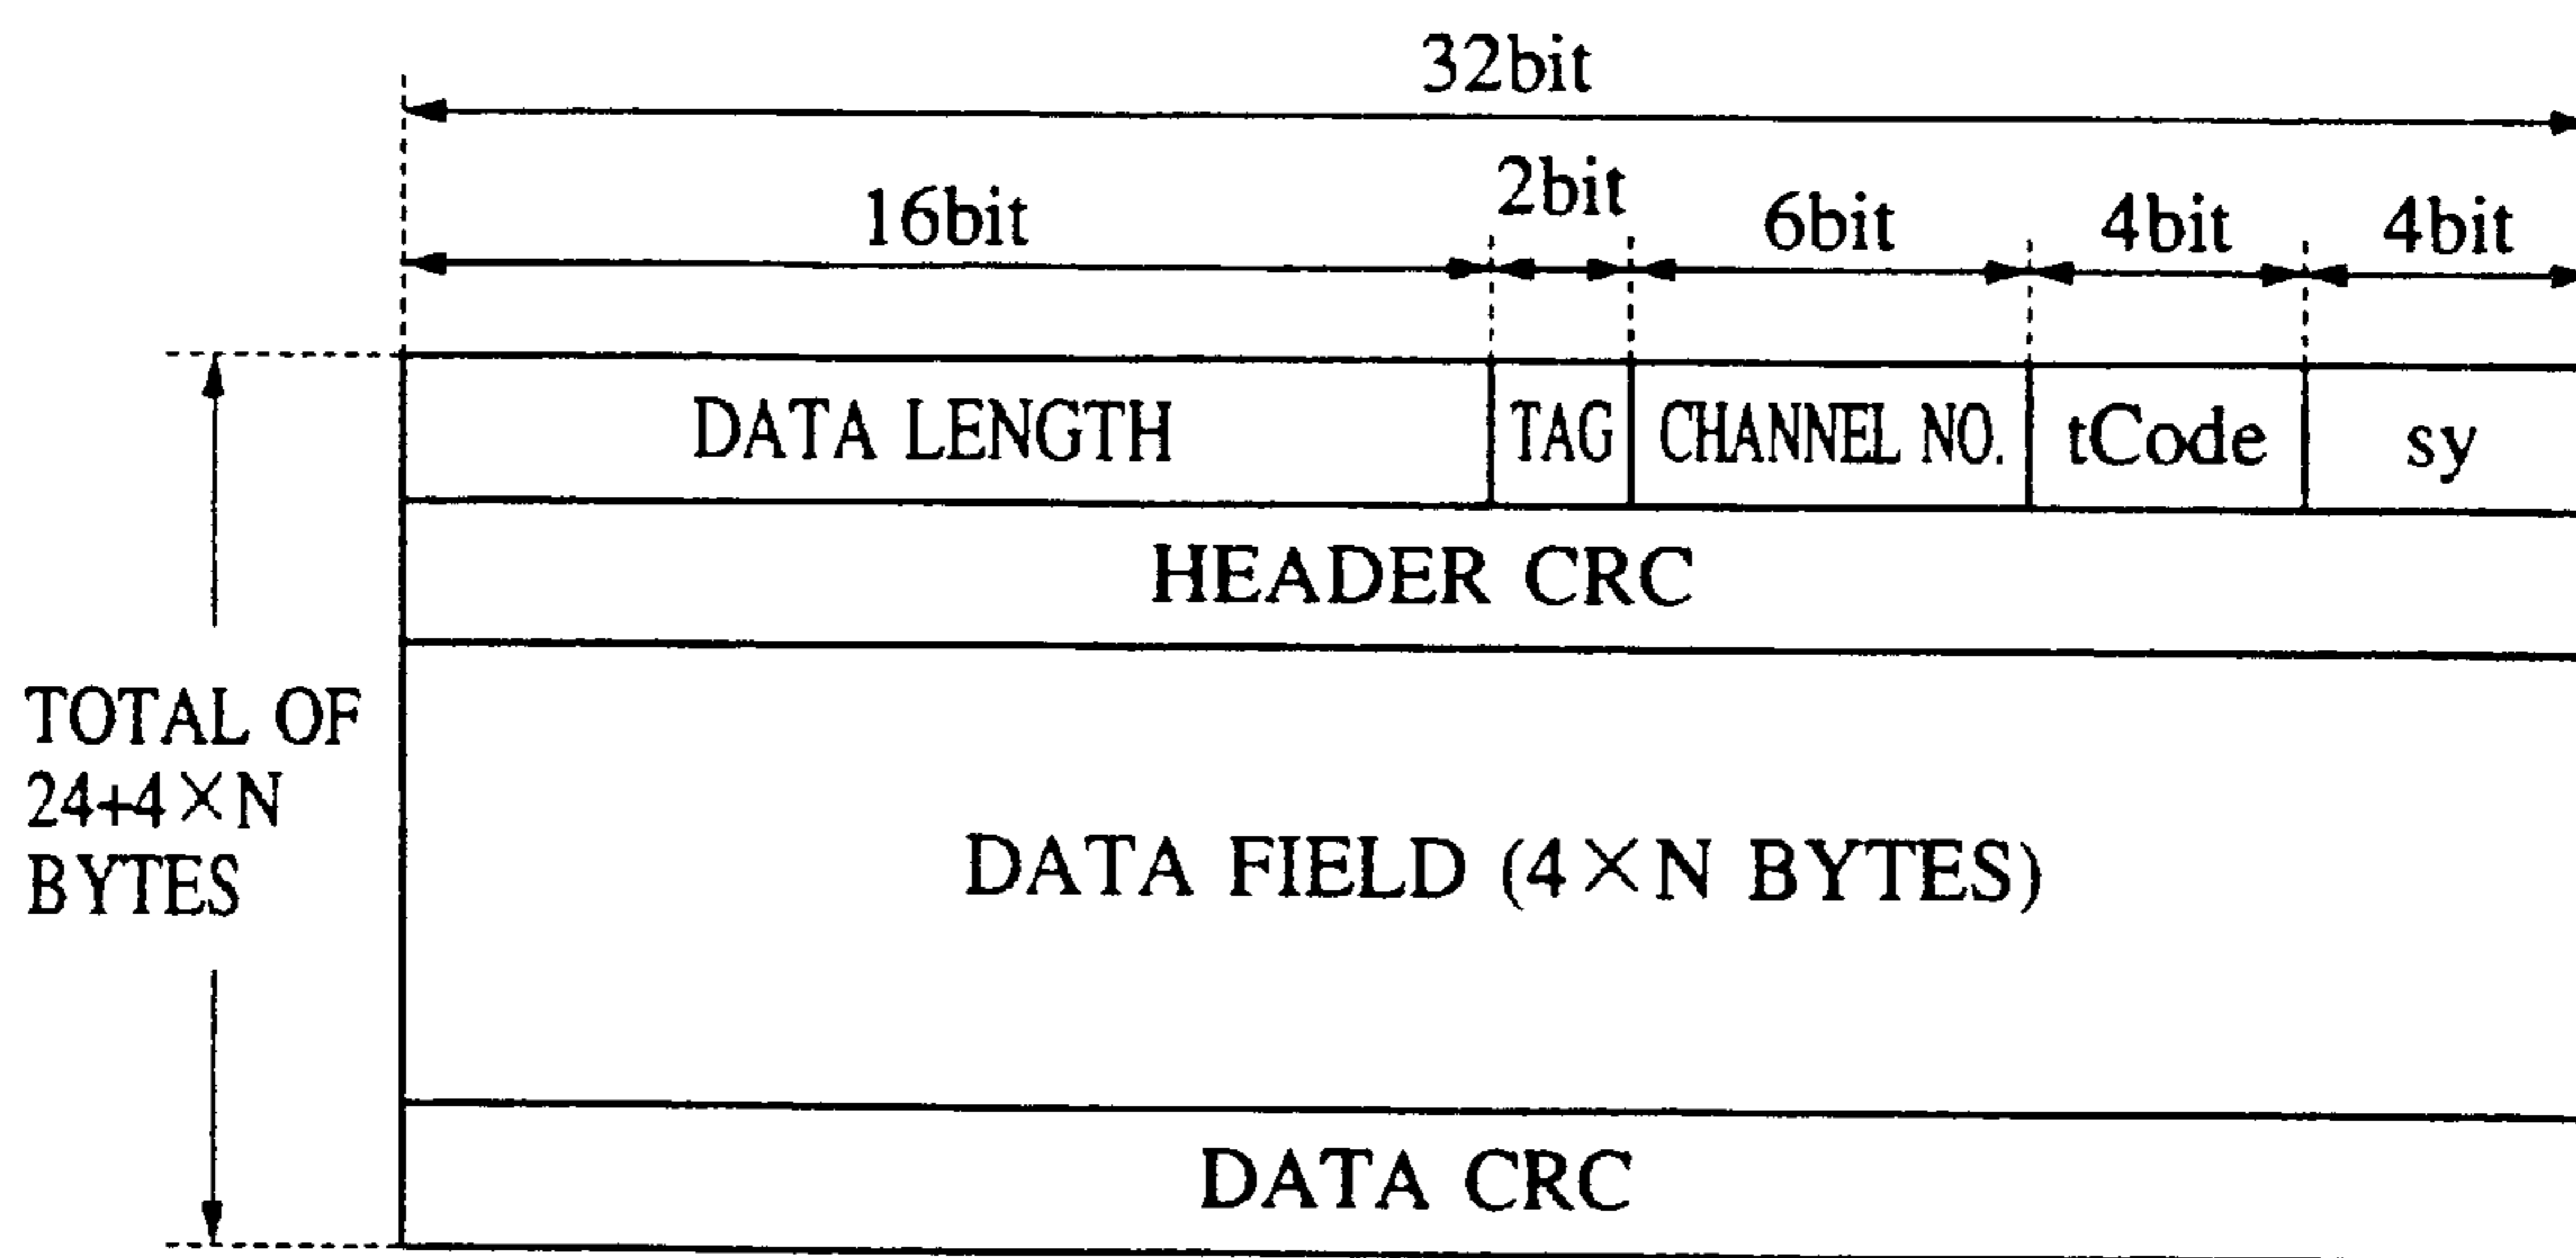 32bit
16bit
2bit
6bit
4bit
4bit
DATA LENGTH
TAG
CHANNEL NO.
tCode
sy
HEADER CRC
TOTAL OF
24+4×N
BYTES
DATA FIELD (4×N BYTES)
DATA CRC